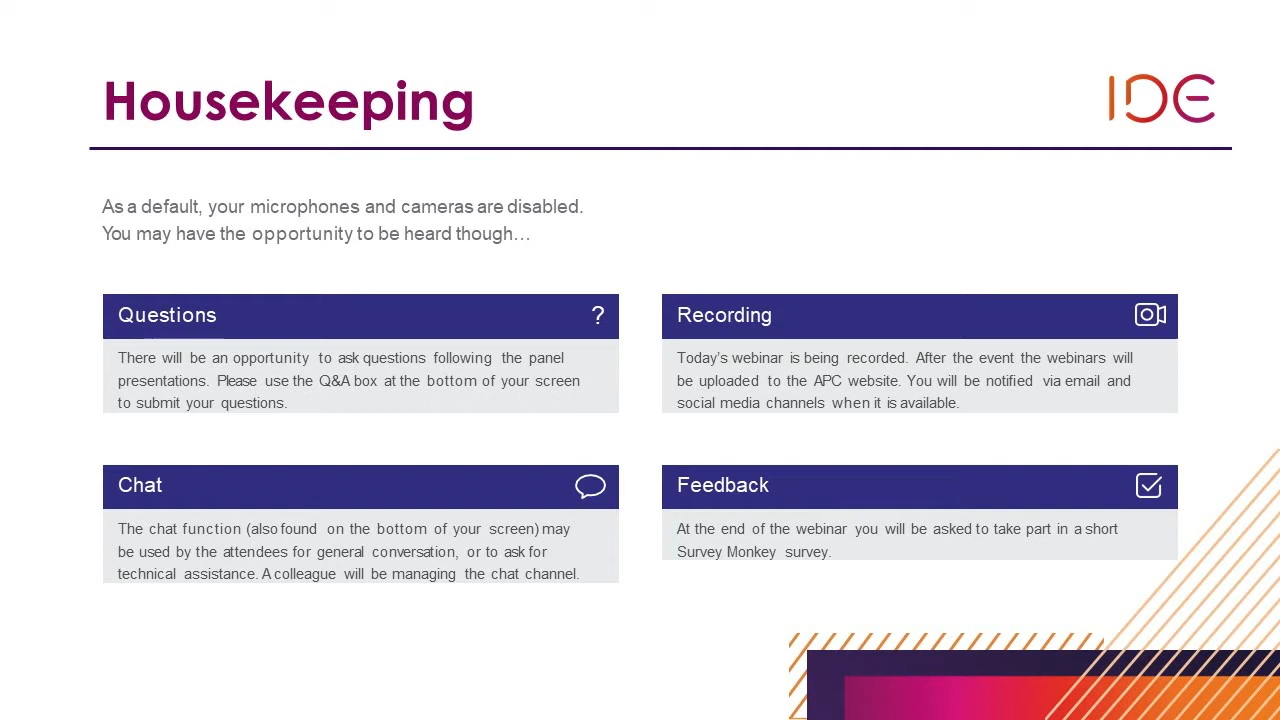 Housekeeping
IDE
As a default, your microphones and cameras are disabled.
You may have the opportunity to be heard though…
Questions ?
There will be an opportunity to ask questions following the panel
presentations. Please use the Q&A box at the bottom of your screen
to submit your questions.
Recording
Today’s webinar is being recorded. After the event the webinars will
be uploaded to the APC website. You will be notified via email and
social media channels when it is available.
Chat
The chat function (also found on the bottom of your screen) may
be used by the attendees for general conversation, or to ask for
technical assistance. A colleague will be managing the chat channel.
Feedback
At the end of the webinar you will be asked to take part in a short
Survey Monkey survey.